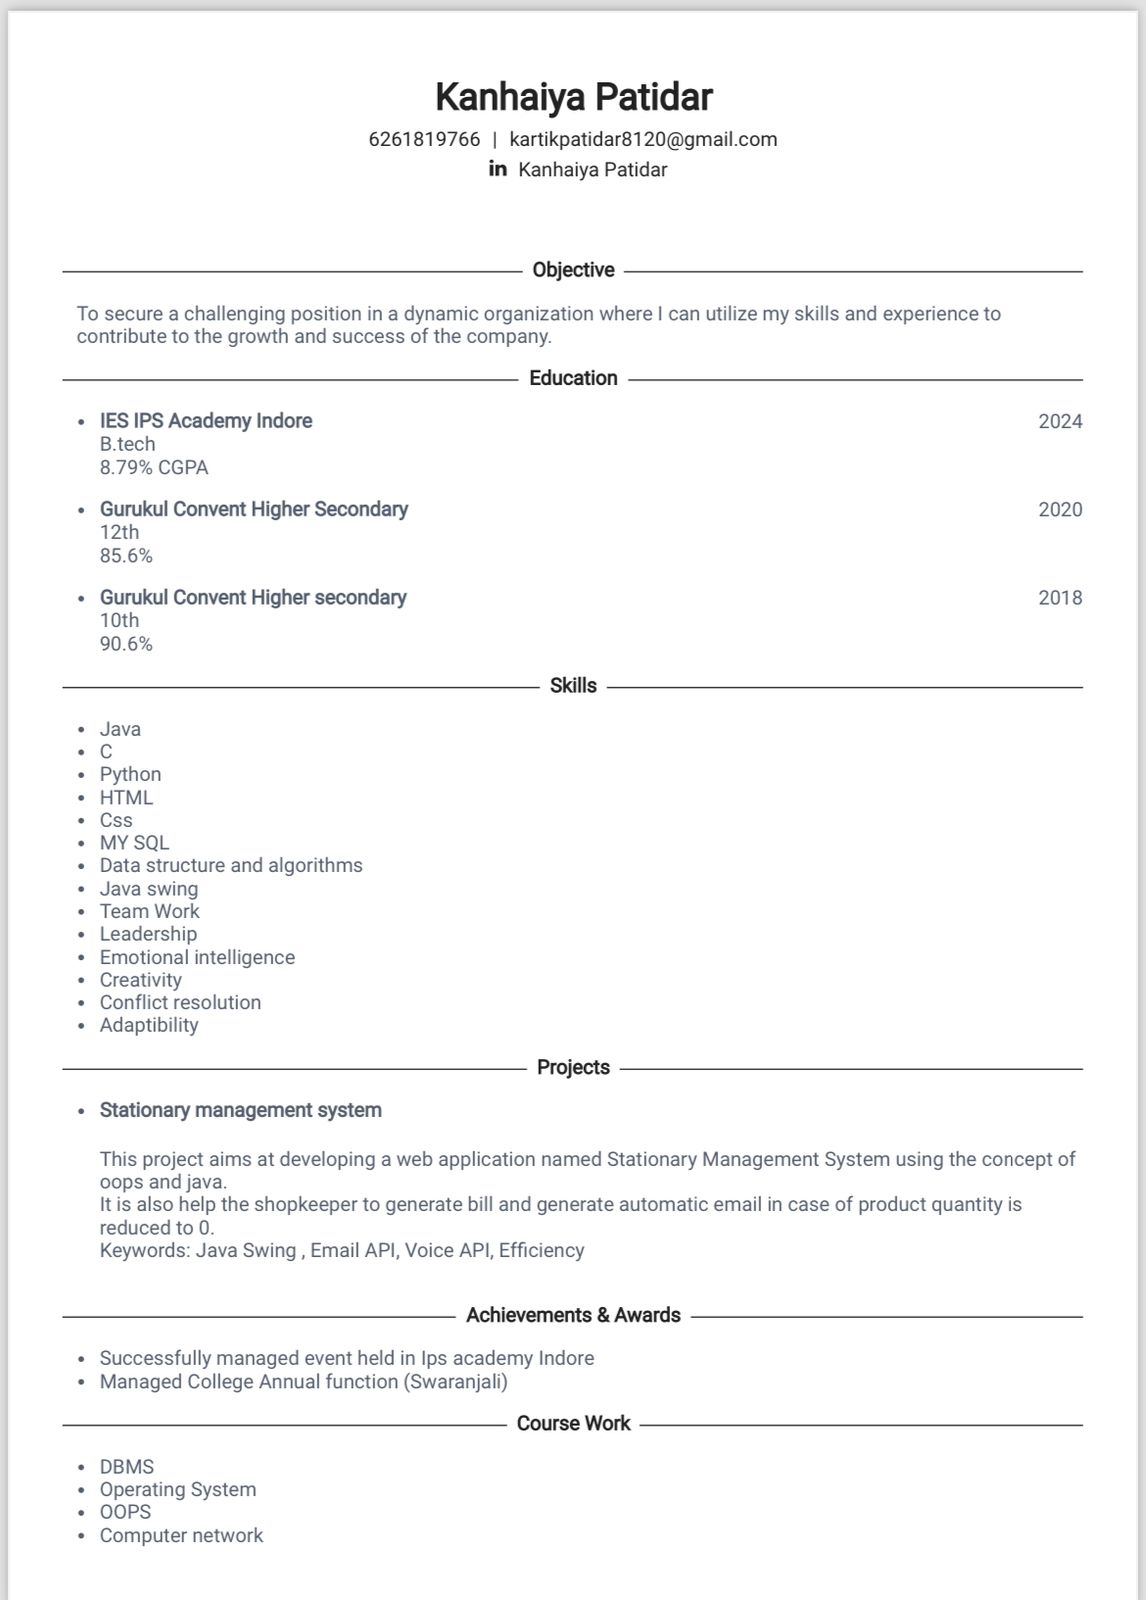 Kanhaiya Patidar
6261819766 | kartikpatidar8120@gmail.com
in Kanhaiya Patidar
Objective
To secure a challenging position in a dynamic organization where I can utilize my skills and experience to
contribute to the growth and success of the company.
Education
• IES IPS Academy Indore 2024
B.tech
8.79% CGPA
• Gurukul Convent Higher Secondary 2020
12th
85.6%
• Gurukul Convent Higher secondary 2018
10th
90.6%
Skills
• Java
• C
• Python
• HTML
• Css
• MY SQL
• Data structure and algorithms
• Java swing
• Team Work
• Leadership
• Emotional intelligence
• Creativity
• Conflict resolution
• Adaptibility
Projects
• Stationary management system
This project aims at developing a web application named Stationary Management System using the concept of
oops and java.
It is also help the shopkeeper to generate bill and generate automatic email in case of product quantity is
reduced to 0.
Keywords: Java Swing , Email API, Voice API, Efficiency
Achievements & Awards
• Successfully managed event held in Ips academy Indore
• Managed College Annual function (Swaranjali)
Course Work
• DBMS
• Operating System
• OOPS
• Computer network